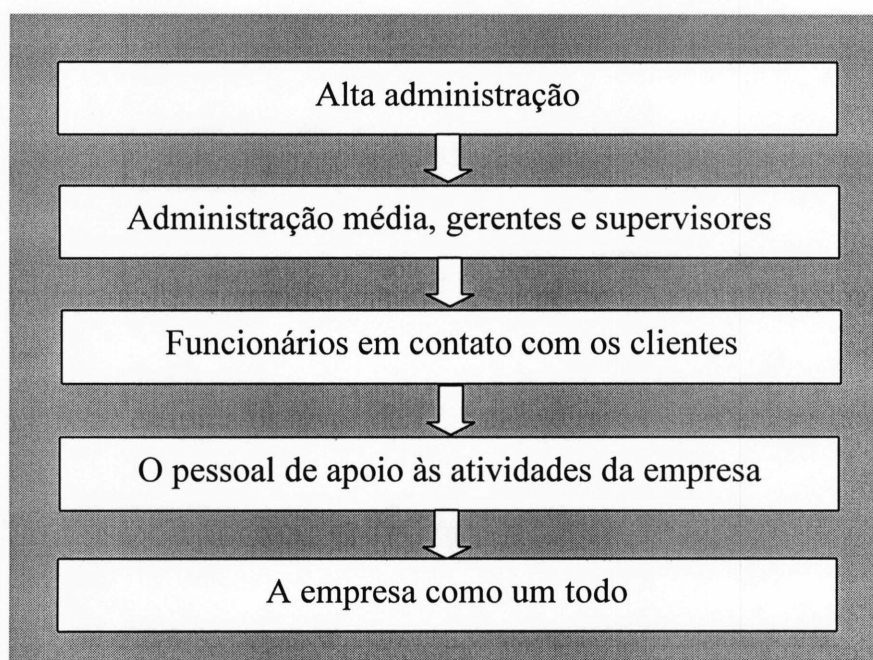 Alta administração
Administração média, gerentes e supervisores
Funcionários em contato com os clientes
O pessoal de apoio às atividades da empresa
A empresa como um todo